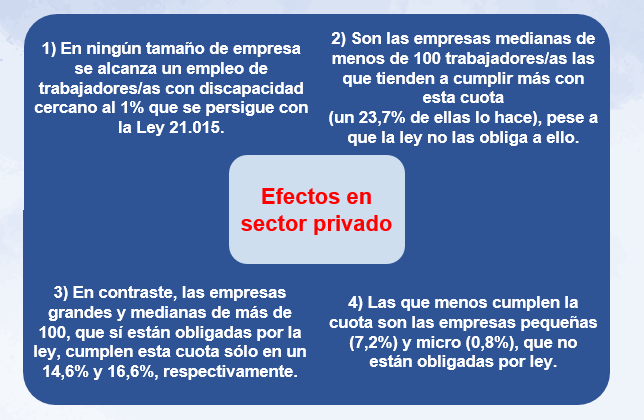 1) En ningún tamaño de empresa
se alcanza un empleo de
trabajadores/as con discapacidad
cercano al 1% que se persigue con
la Ley 21.015.
2) Son las empresas medianas de
menos de 100 trabajadores/as las
que tienden a cumplir más con
esta cuota
(un 23,7% de ellas lo hace), pese a
que la ley no las obliga a ello.
Efectos en
sector privado
3) En contraste, las empresas
grandes y medianas de más de
100, que sí están obligadas por la
ley, cumplen esta cuota sólo en un
14,6% y 16,6%, respectivamente.
4) Las que menos cumplen la
cuota son las empresas pequeñas
(7,2%) y micro (0,8%), que no
están obligadas por ley.